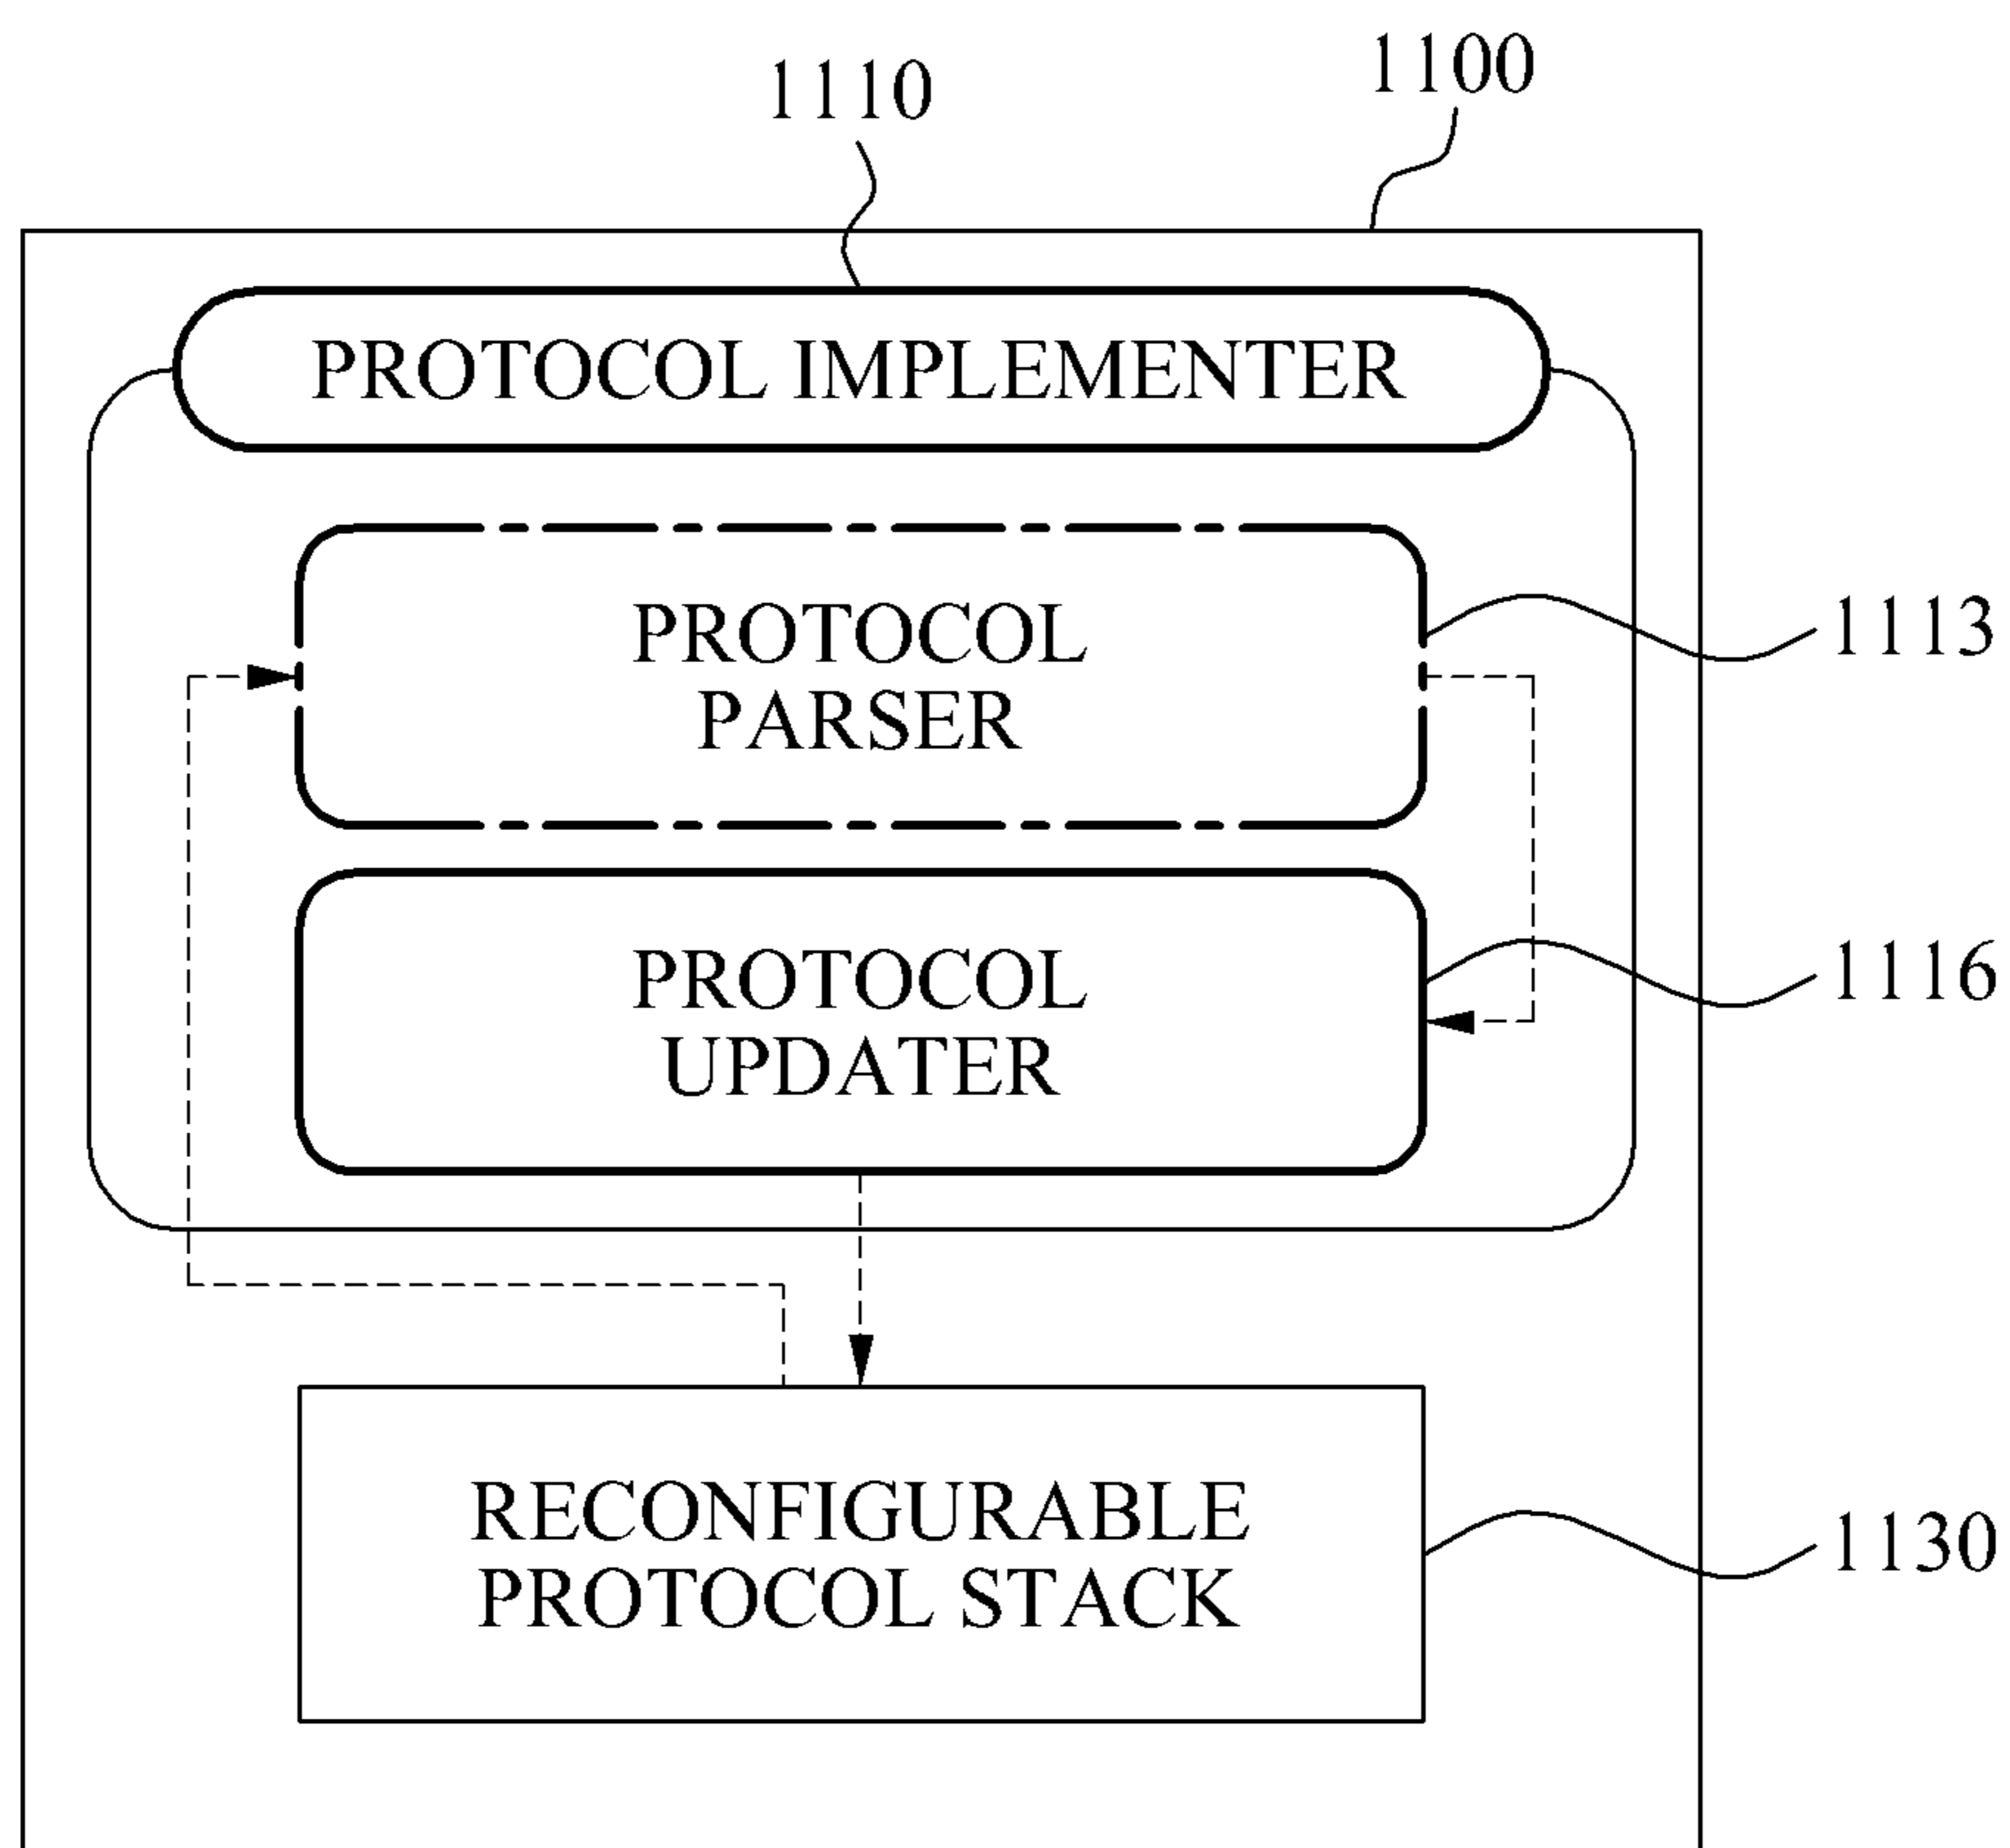 1100
1110
PROTOCOL IMPLEMENTER
PROTOCOL
PARSER
1113
PROTOCOL
UPDATER
1116
RECONFIGURABLE
PROTOCOL STACK
1130